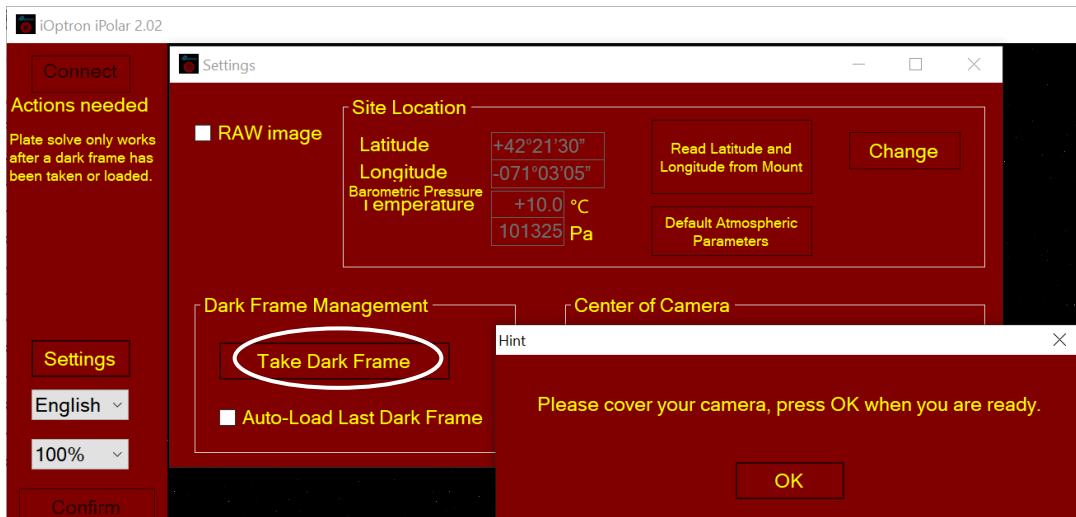 iOptron iPolar 2.02
Connect
Actions needed
Plate solve only works
after a dark frame has
been taken or loaded.
Settings
English
100%
Confirm
Settings
RAW image
Site Location
Latitude
+42°21'30"
Longitude
-071°03'05"
Barometric Pressure
Temperature
+10.0 °C
101325 Pa
Read Latitude and
Longitude from Mount
Default Atmospheric
Parameters
Change
Dark Frame Management
Take Dark Frame
Auto-Load Last Dark Frame
Center of Camera
Hint
Please cover your camera, press OK when you are ready.
OK